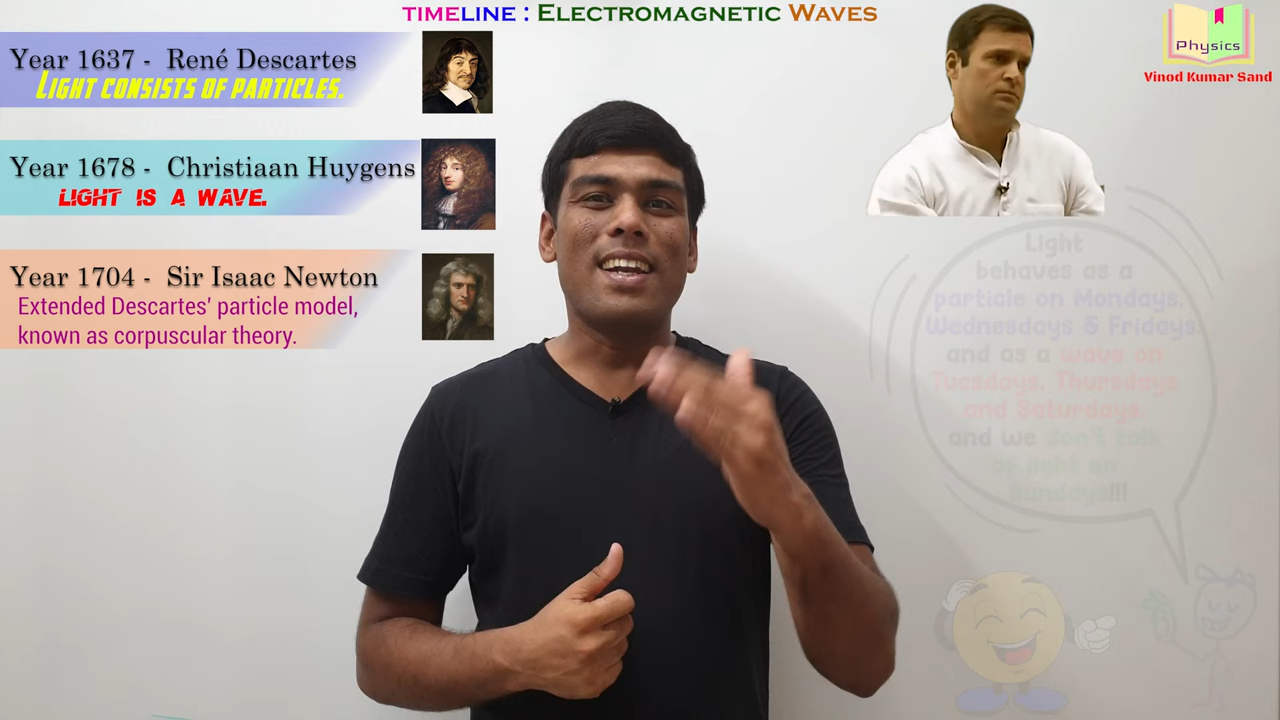 TIMELINE : ELECTROMAGNETIC WAVES
Year 1637 - René Descartes
LIGHT CONSISTS OF PARTICLES.
Year 1678 - Christiaan Huygens
LIGHT IS A WAVE.
Year 1704 - Sir Isaac Newton
Extended Descartes’ particle model,
known as corpuscular theory.
Physics
Vinod Kumar Sand
Light
behaves as a
particle on Mondays,
Wednesdays & Fridays
and as a wave on
Tuesdays, Thursdays
and Saturdays,
and we don't talk
of light on
Sundays!!!